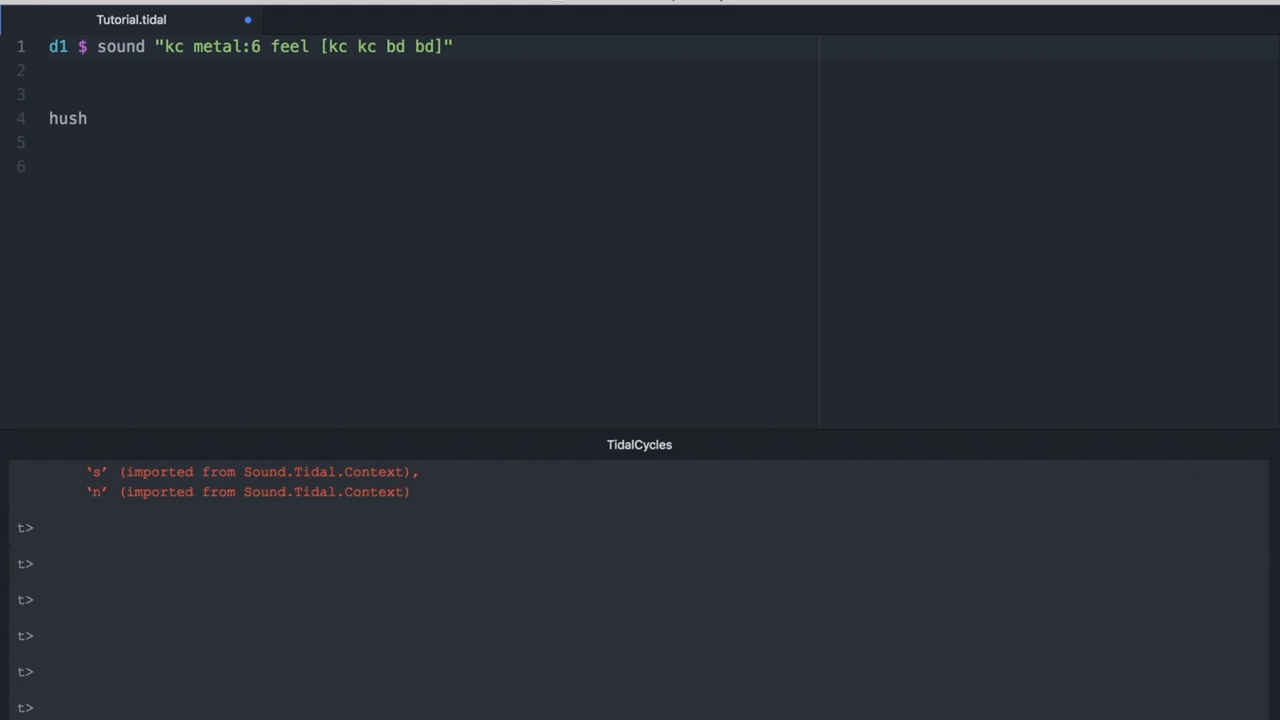 Tutorial.tidal
1 d1 $ sound "kc metal:6 feel [kc kc bd bd]"
2
3
4 hush
5
6
TidalCycles
‘s’ (imported from Sound.Tidal.Context),
‘n’ (imported from Sound.Tidal.Context)
t>
t>
t>
t>
t>
t>